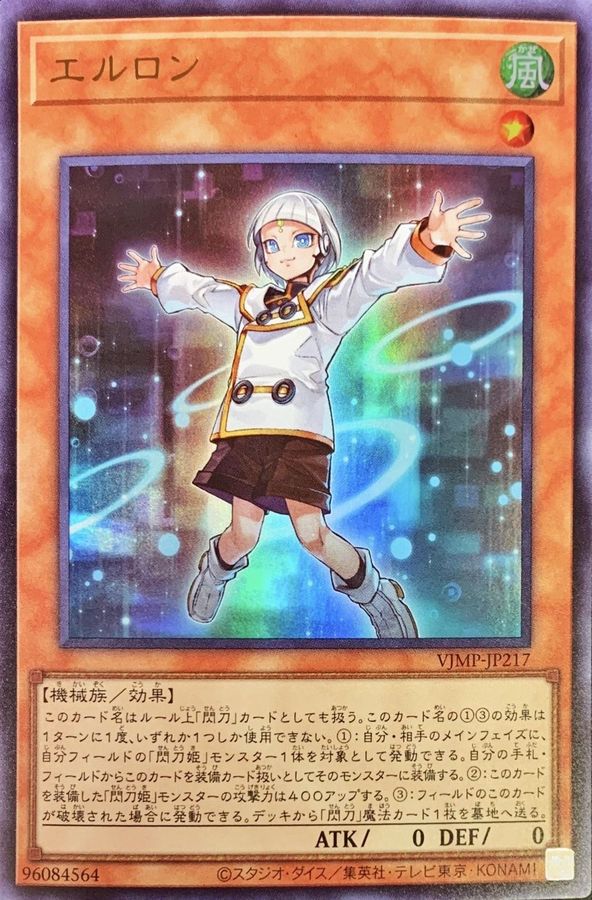 エルロン
風
VJMP-JP217
【機械族／効果】
このカード名はルール上「閃刀」カードとしても扱う。このカード名の①③の効果は
1ターンに1度、いずれか1つしか使用できない。①：自分・相手のメインフェイズに、
自分フィールドの「閃刀姫」モンスター1体を対象として発動できる。自分の手札・
フィールドからこのカードを装備カード扱いとしてそのモンスターに装備する。②：このカード
を装備した「閃刀姫」モンスターの攻撃力は400アップする。③：フィールドのこのカード
が破壊された場合に発動できる。デッキから「閃刀」魔法カード1枚を墓地へ送る。
ATK/ 0 DEF/ 0
96084564 ©スタジオ・ダイス／集英社・テレビ東京・KONAMI